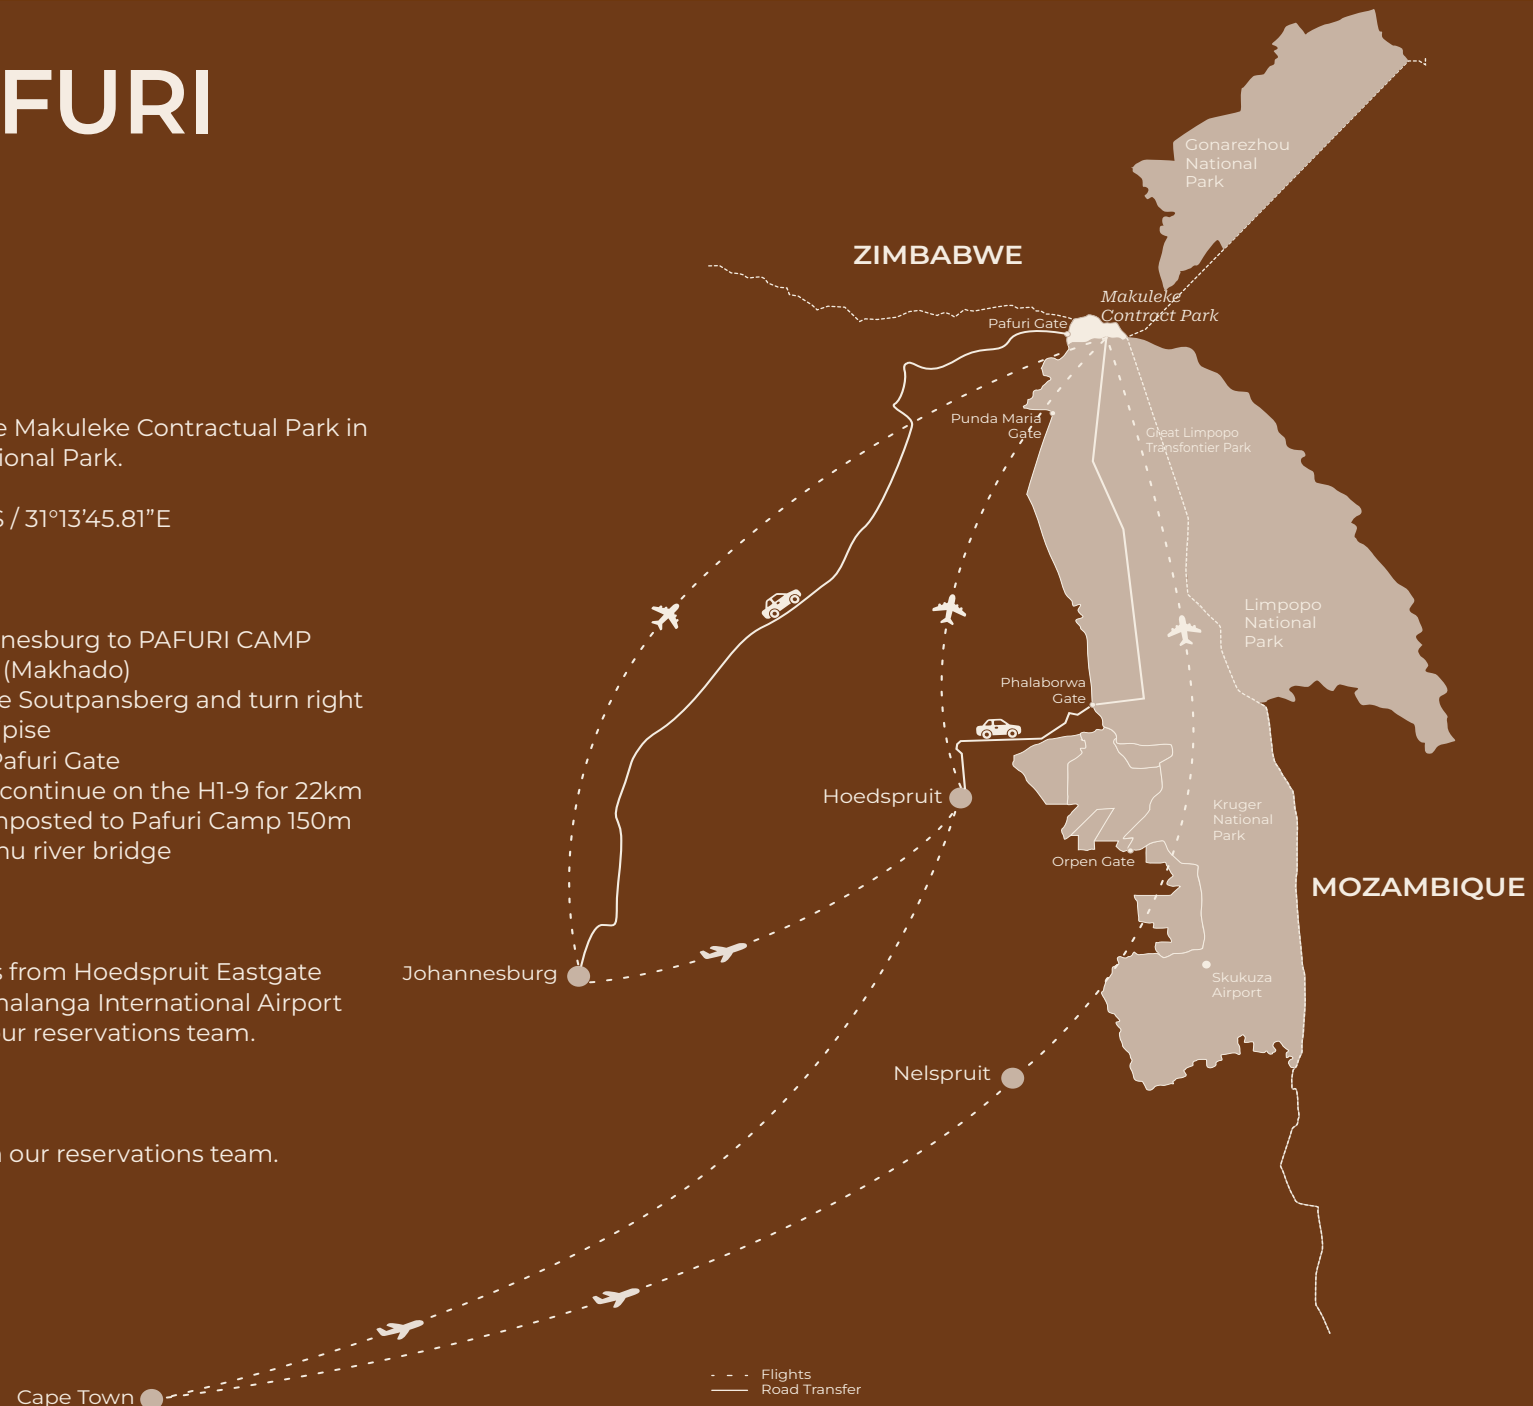 FURI
e Makuleke Contractual Park in
ional Park.
/ 31°13’45.81”E
nnesburg to PAFURI CAMP
(Makhado)
e Soutpansberg and turn right
pise
Pafuri Gate
continue on the H1-9 for 22km
nposted to Pafuri Camp 150m
hu river bridge
s from Hoedspruit Eastgate
malanga International Airport
ur reservations team.
our reservations team.
Gonarezhou
National
Park
ZIMBABWE
Makuleke
Contract Park
Pafuri Gate
Punda Maria
Gate
Great Limpopo
Transfontier Park
Limpopo
National
Park
Phalaborwa
Gate
Hoedspruit
Kruger
National
Park
Orpen Gate
MOZAMBIQUE
Johannesburg
Skukuza
Airport
Nelspruit
Cape Town
Flights
Road Transfer